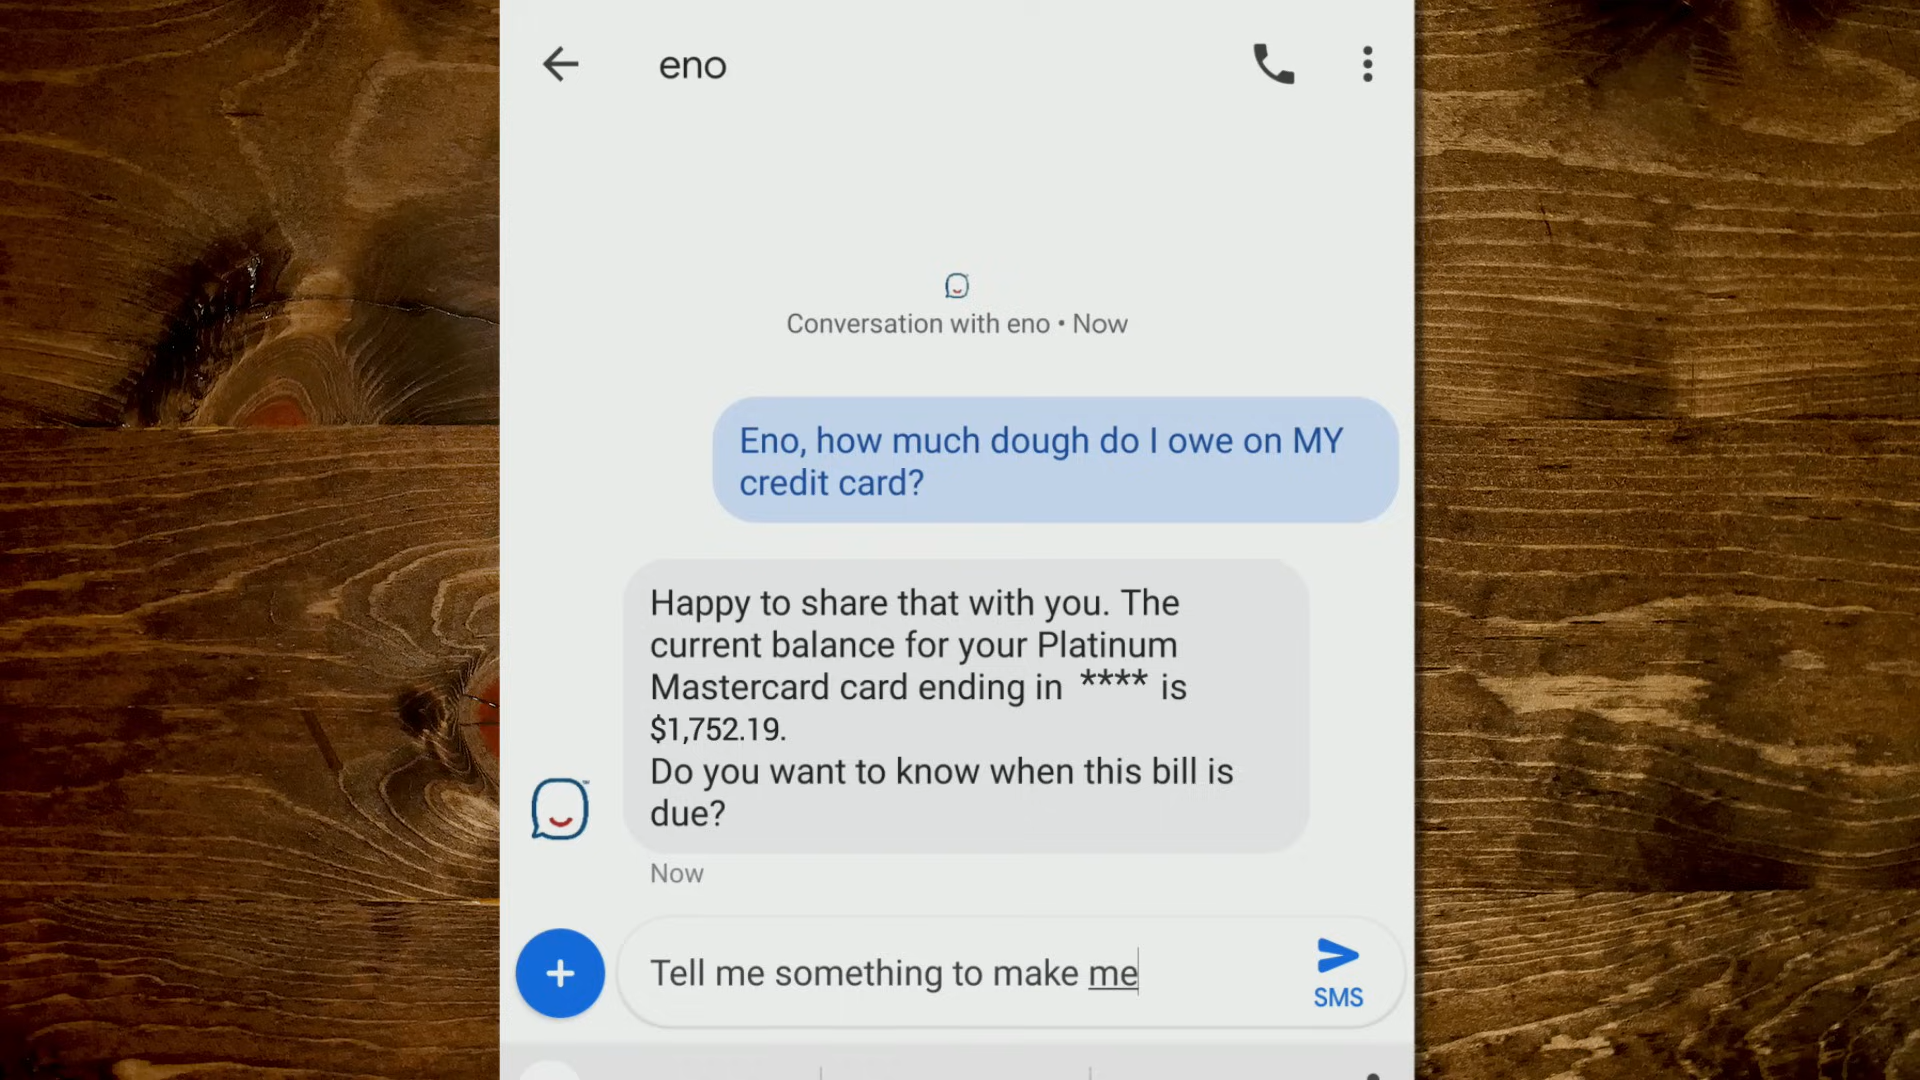 eno
Conversation with eno • Now
Eno, how much dough do I owe on MY
credit card?
Happy to share that with you. The
current balance for your Platinum
Mastercard card ending in **** is
$1,752.19.
Do you want to know when this bill is
due?
Now
Tell me something to make me
SMS